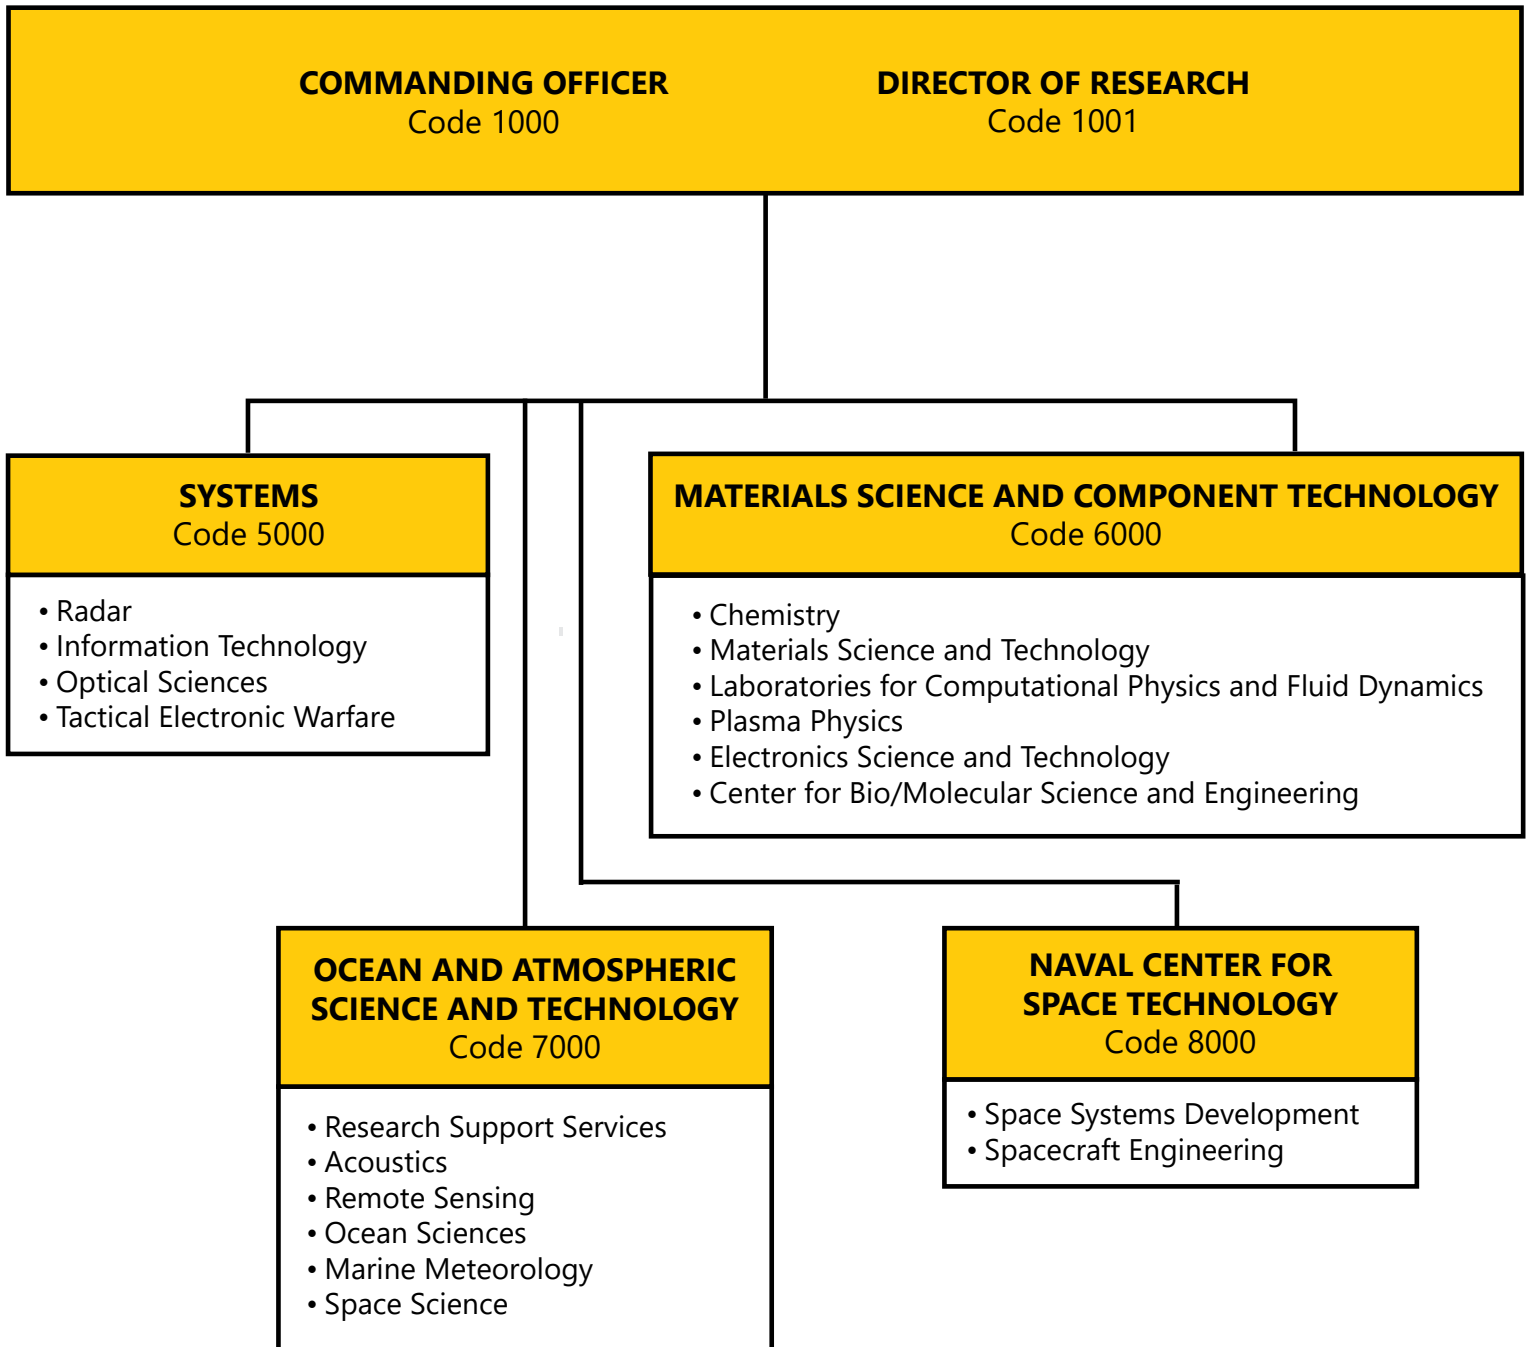 COMMANDING OFFICER
Code 1000
DIRECTOR OF RESEARCH
Code 1001
SYSTEMS
Code 5000
• Radar
• Information Technology
• Optical Sciences
• Tactical Electronic Warfare
MATERIALS SCIENCE AND COMPONENT TECHNOLOGY
Code 6000
• Chemistry
• Materials Science and Technology
• Laboratories for Computational Physics and Fluid Dynamics
• Plasma Physics
• Electronics Science and Technology
• Center for Bio/Molecular Science and Engineering
OCEAN AND ATMOSPHERIC
SCIENCE AND TECHNOLOGY
Code 7000
• Research Support Services
• Acoustics
• Remote Sensing
• Ocean Sciences
• Marine Meteorology
• Space Science
NAVAL CENTER FOR
SPACE TECHNOLOGY
Code 8000
• Space Systems Development
• Spacecraft Engineering